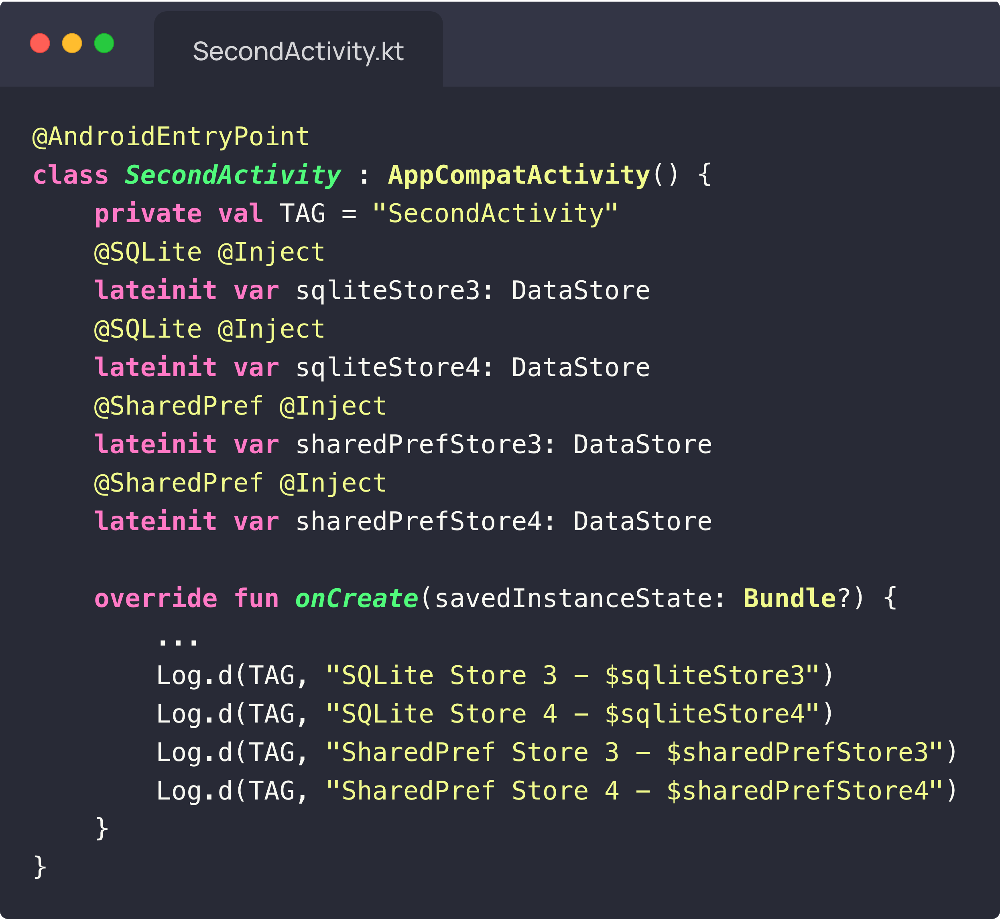 SecondActivity.kt
@AndroidEntryPoint
class SecondActivity : AppCompatActivity() {
    private val TAG = "SecondActivity"
    @SQLite @Inject
    lateinit var sqliteStore3: DataStore
    @SQLite @Inject
    lateinit var sqliteStore4: DataStore
    @SharedPref @Inject
    lateinit var sharedPrefStore3: DataStore
    @SharedPref @Inject
    lateinit var sharedPrefStore4: DataStore

    override fun onCreate(savedInstanceState: Bundle?) {
        ...
        Log.d(TAG, "SQLite Store 3 – $sqliteStore3")
        Log.d(TAG, "SQLite Store 4 – $sqliteStore4")
        Log.d(TAG, "SharedPref Store 3 – $sharedPrefStore3")
        Log.d(TAG, "SharedPref Store 4 – $sharedPrefStore4")
    }
}